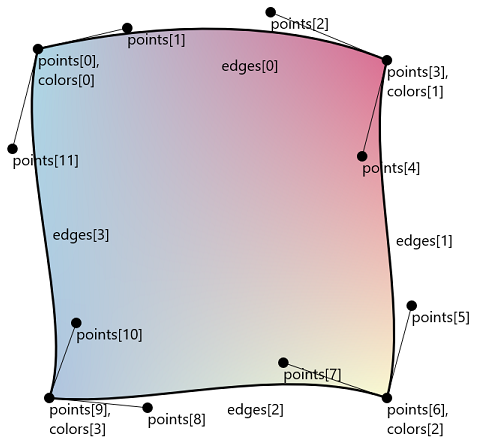 points[2]
points[1]
points[0],
colors[0]
edges[0]
points[3],
colors[1]
points[11]
points[4]
edges[3]
edges[1]
points[5]
points[10]
points[7]
points[9],
colors[3]
points[8]
edges[2]
points[6],
colors[2]